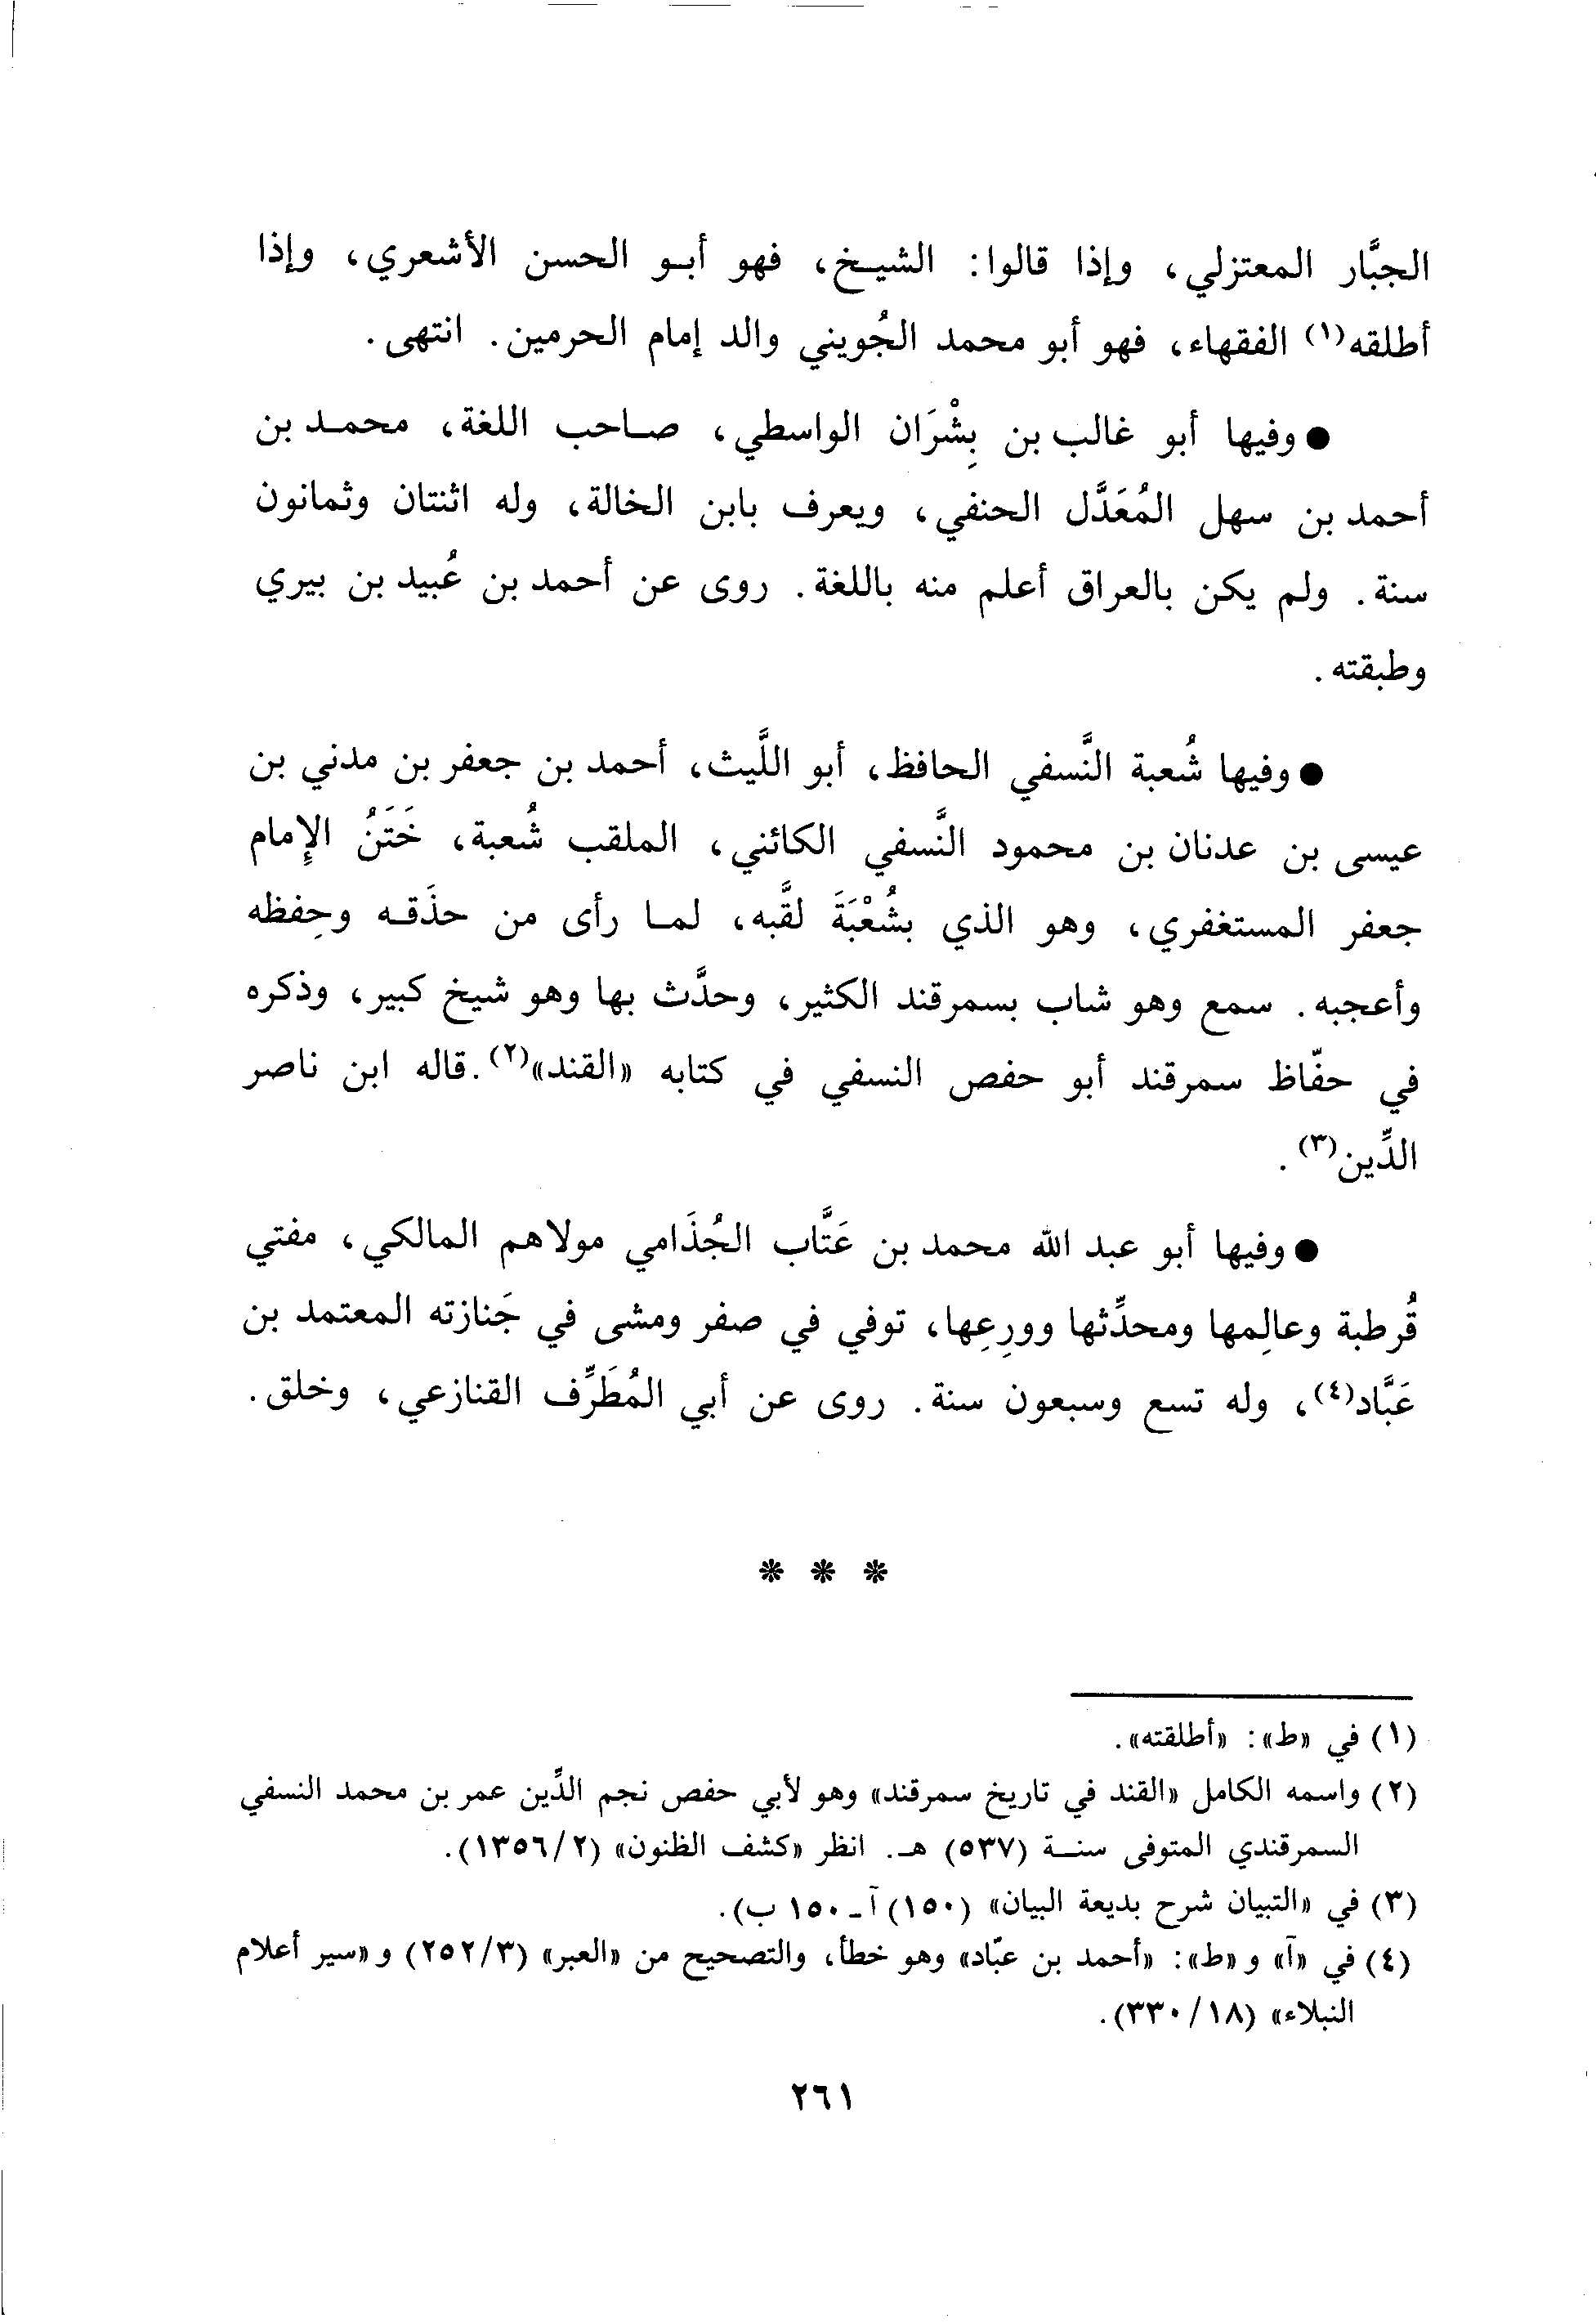 الجبَّار المعتزلي، وإذا قالوا: الشيخ، فهو أبو الحسن الأشعري، وإذا
أطلقه(١) الفقهاء، فهو أبو محمد الجُويني والد إمام الحرمين. انتهى.
● وفيها أبو غالب بن بِشْرَان الواسطي، صاحب اللغة، محمد بن
أحمد بن سهل المُعَدَّل الحنفي، ويعرف بابن الخالة، وله اثنتان وثمانون
سنة. ولم يكن بالعراق أعلم منه باللغة. روى عن أحمد بن عُبيد بن بيري
وطبقته.
● وفيها شُعبة النَّسفي الحافظ، أبو اللَّيث، أحمد بن جعفر بن مدني بن
عيسى بن عدنان بن محمود النَّسفي الكائني، الملقب شُعبة، خَتَنُ الإمام
جعفر المستغفري، وهو الذي بشُعْبَةَ لقَّبه، لما رأى من حذَقه وحِفظه
وأعجبه. سمع وهو شاب بسمرقند الكثير، وحدَّث بها وهو شيخ كبير، وذكره
في حفّاظ سمرقند أبو حفص النسفي في كتابه «القند»(٢). قاله ابن ناصر
الدِّين(٣).
● وفيها أبو عبد الله محمد بن عَتَّاب الجُذَامي مولاهم المالكي، مفتي
قُرطبة وعالِمها ومحدِّثها وورِعِها، توفي في صفر ومشى في جَنازته المعتمد بن
عَبَّاد(٤)، وله تسع وسبعون سنة. روى عن أبي المُطَرِّف القنازعي، وخلق.
* * *
(١) في «ط»: «أطلقته».
(٢) واسمه الكامل «القند في تاريخ سمرقند» وهو لأبي حفص نجم الدِّين عمر بن محمد النسفي
السمرقندي المتوفى سنة (٥٣٧) هـ. انظر «كشف الظنون» (١٣٥٦/٢).
(٣) في «التبيان شرح بديعة البيان» (١٥٠) آ ـ ١٥٠ ب).
(٤) في «آ» و «ط»: «أحمد بن عبّاد» وهو خطأ، والتصحيح من «العبر» (٢٥٢/٣) و «سير أعلام
النبلاء» (٣٣٠/١٨).
٢٦١